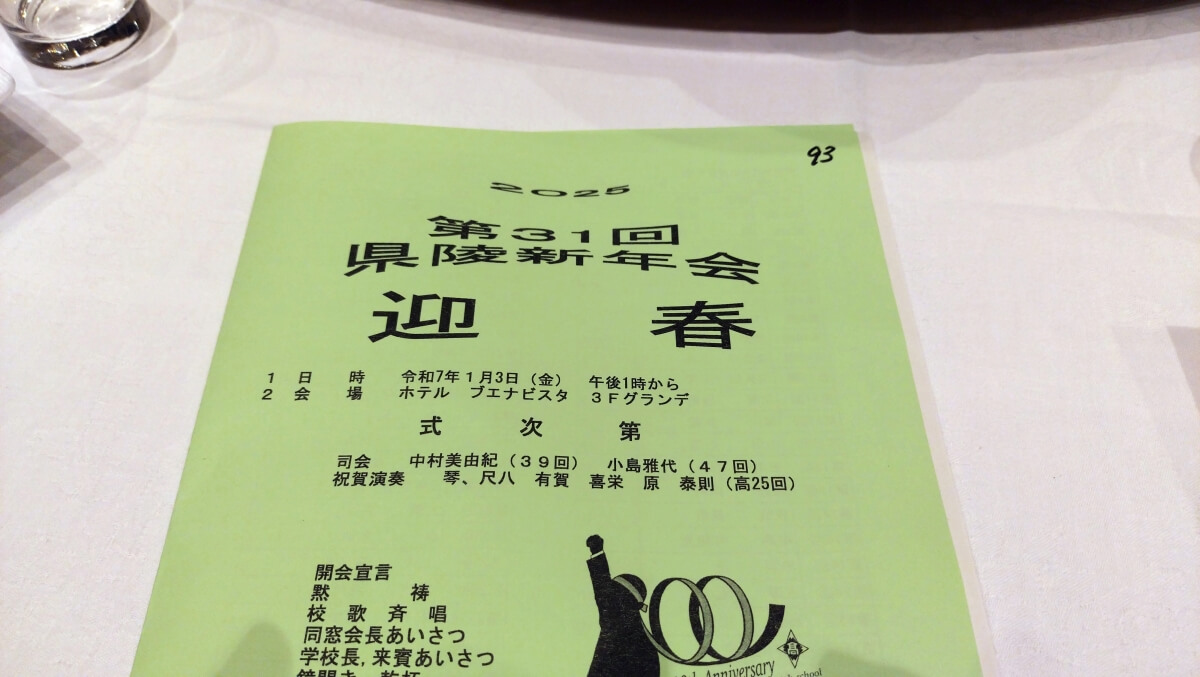 93
2025
第31回
県陵新年会
迎 春
1 日 時 令和7年1月3日(金) 午後1時から
2 会 場 ホテル ブエナビスタ 3Fグランデ
式 次 第
司会 中村美由紀(39回) 小島雅代(47回)
祝賀演奏 琴、尺八 有賀 喜栄 原 泰則(高25回)
開会宣言
黙 祷
校 歌 斉 唱
同窓会長あいさつ
学校長,来賓あいさつ
高
Anniversary
school